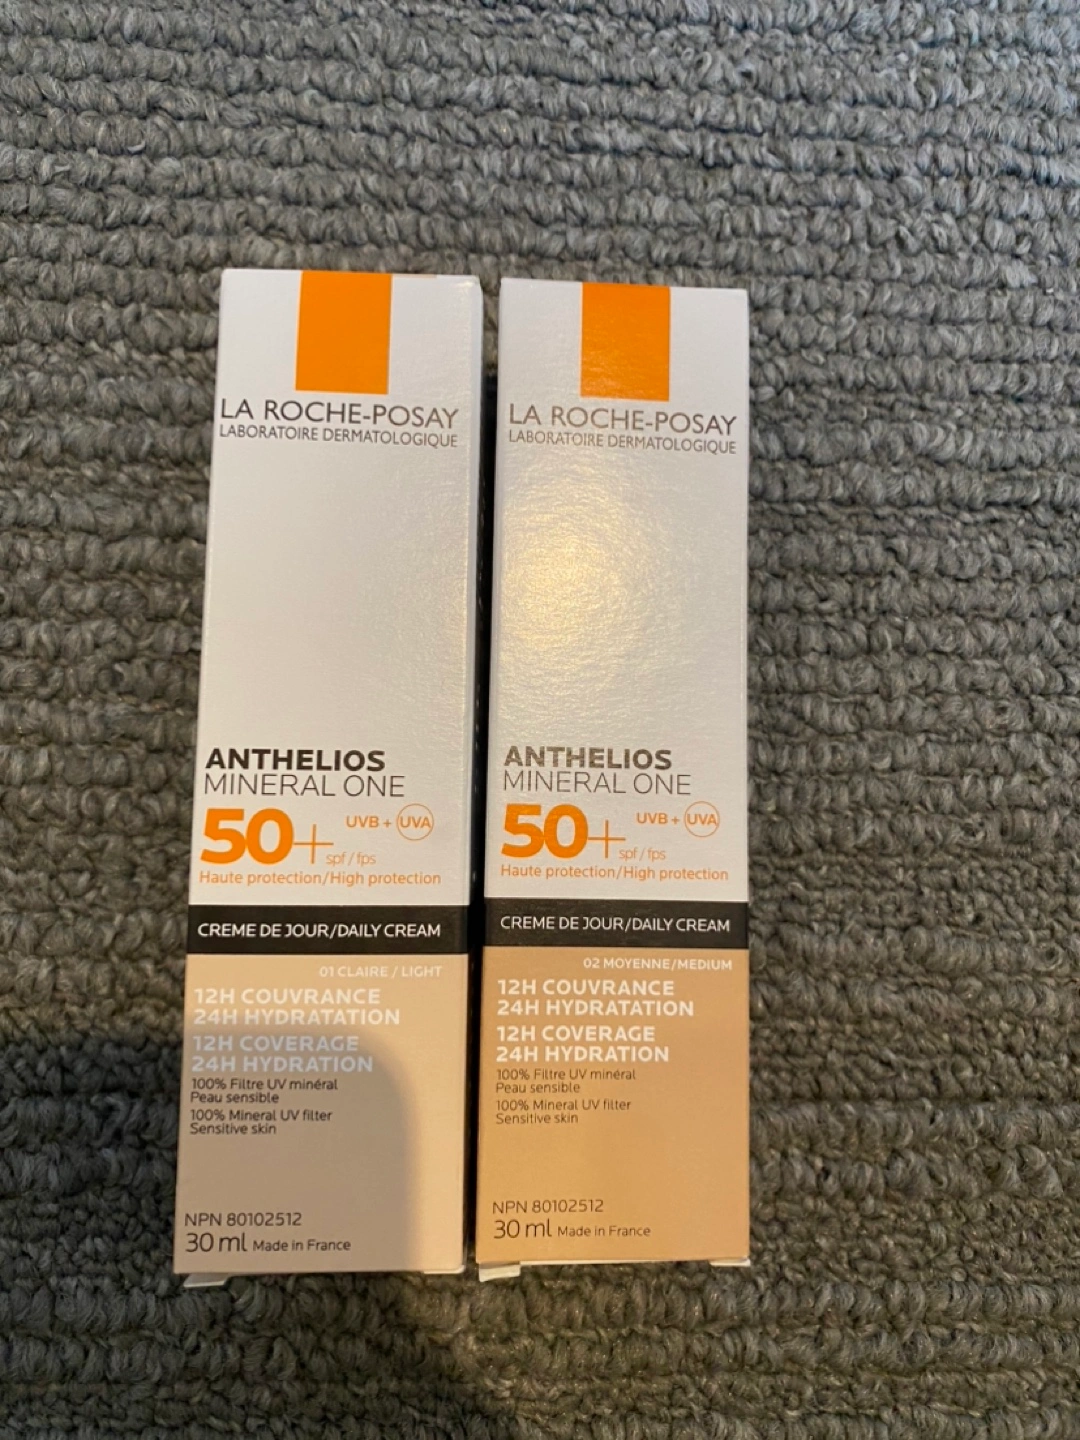 LA ROCHE-POSAY
LABORATOIRE DERMATOLOGIQUE
ANTHELIOS
MINERAL ONE
50+ spf / fps UVB + UVA
Haute protection/High protection
CREME DE JOUR/DAILY CREAM
01 CLAIRE / LIGHT
12H COUVRANCE
24H HYDRATATION
12H COVERAGE
24H HYDRATION
100% Filtre UV minéral
Peau sensible
100% Mineral UV filter
Sensitive skin
NPN 80102512
30 ml Made in France
LA ROCHE-POSAY
LABORATOIRE DERMATOLOGIQUE
ANTHELIOS
MINERAL ONE
50+ spf / fps UVB + UVA
Haute protection/High protection
CREME DE JOUR/DAILY CREAM
02 MOYENNE/MEDIUM
12H COUVRANCE
24H HYDRATATION
12H COVERAGE
24H HYDRATION
100% Filtre UV minéral
Peau sensible
100% Mineral UV filter
Sensitive skin
NPN 80102512
30 ml Made in France